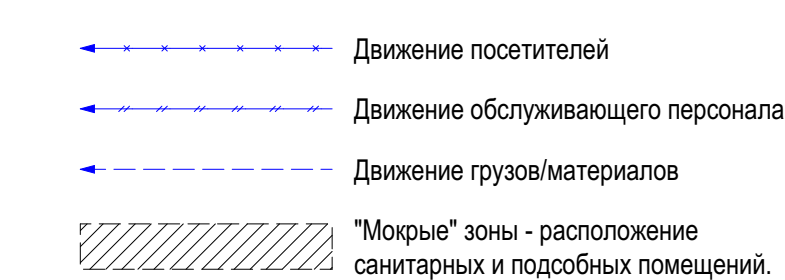 Движение посетителей
Движение обслуживающего персонала
Движение грузов/материалов
"Мокрые" зоны - расположение
санитарных и подсобных помещений.